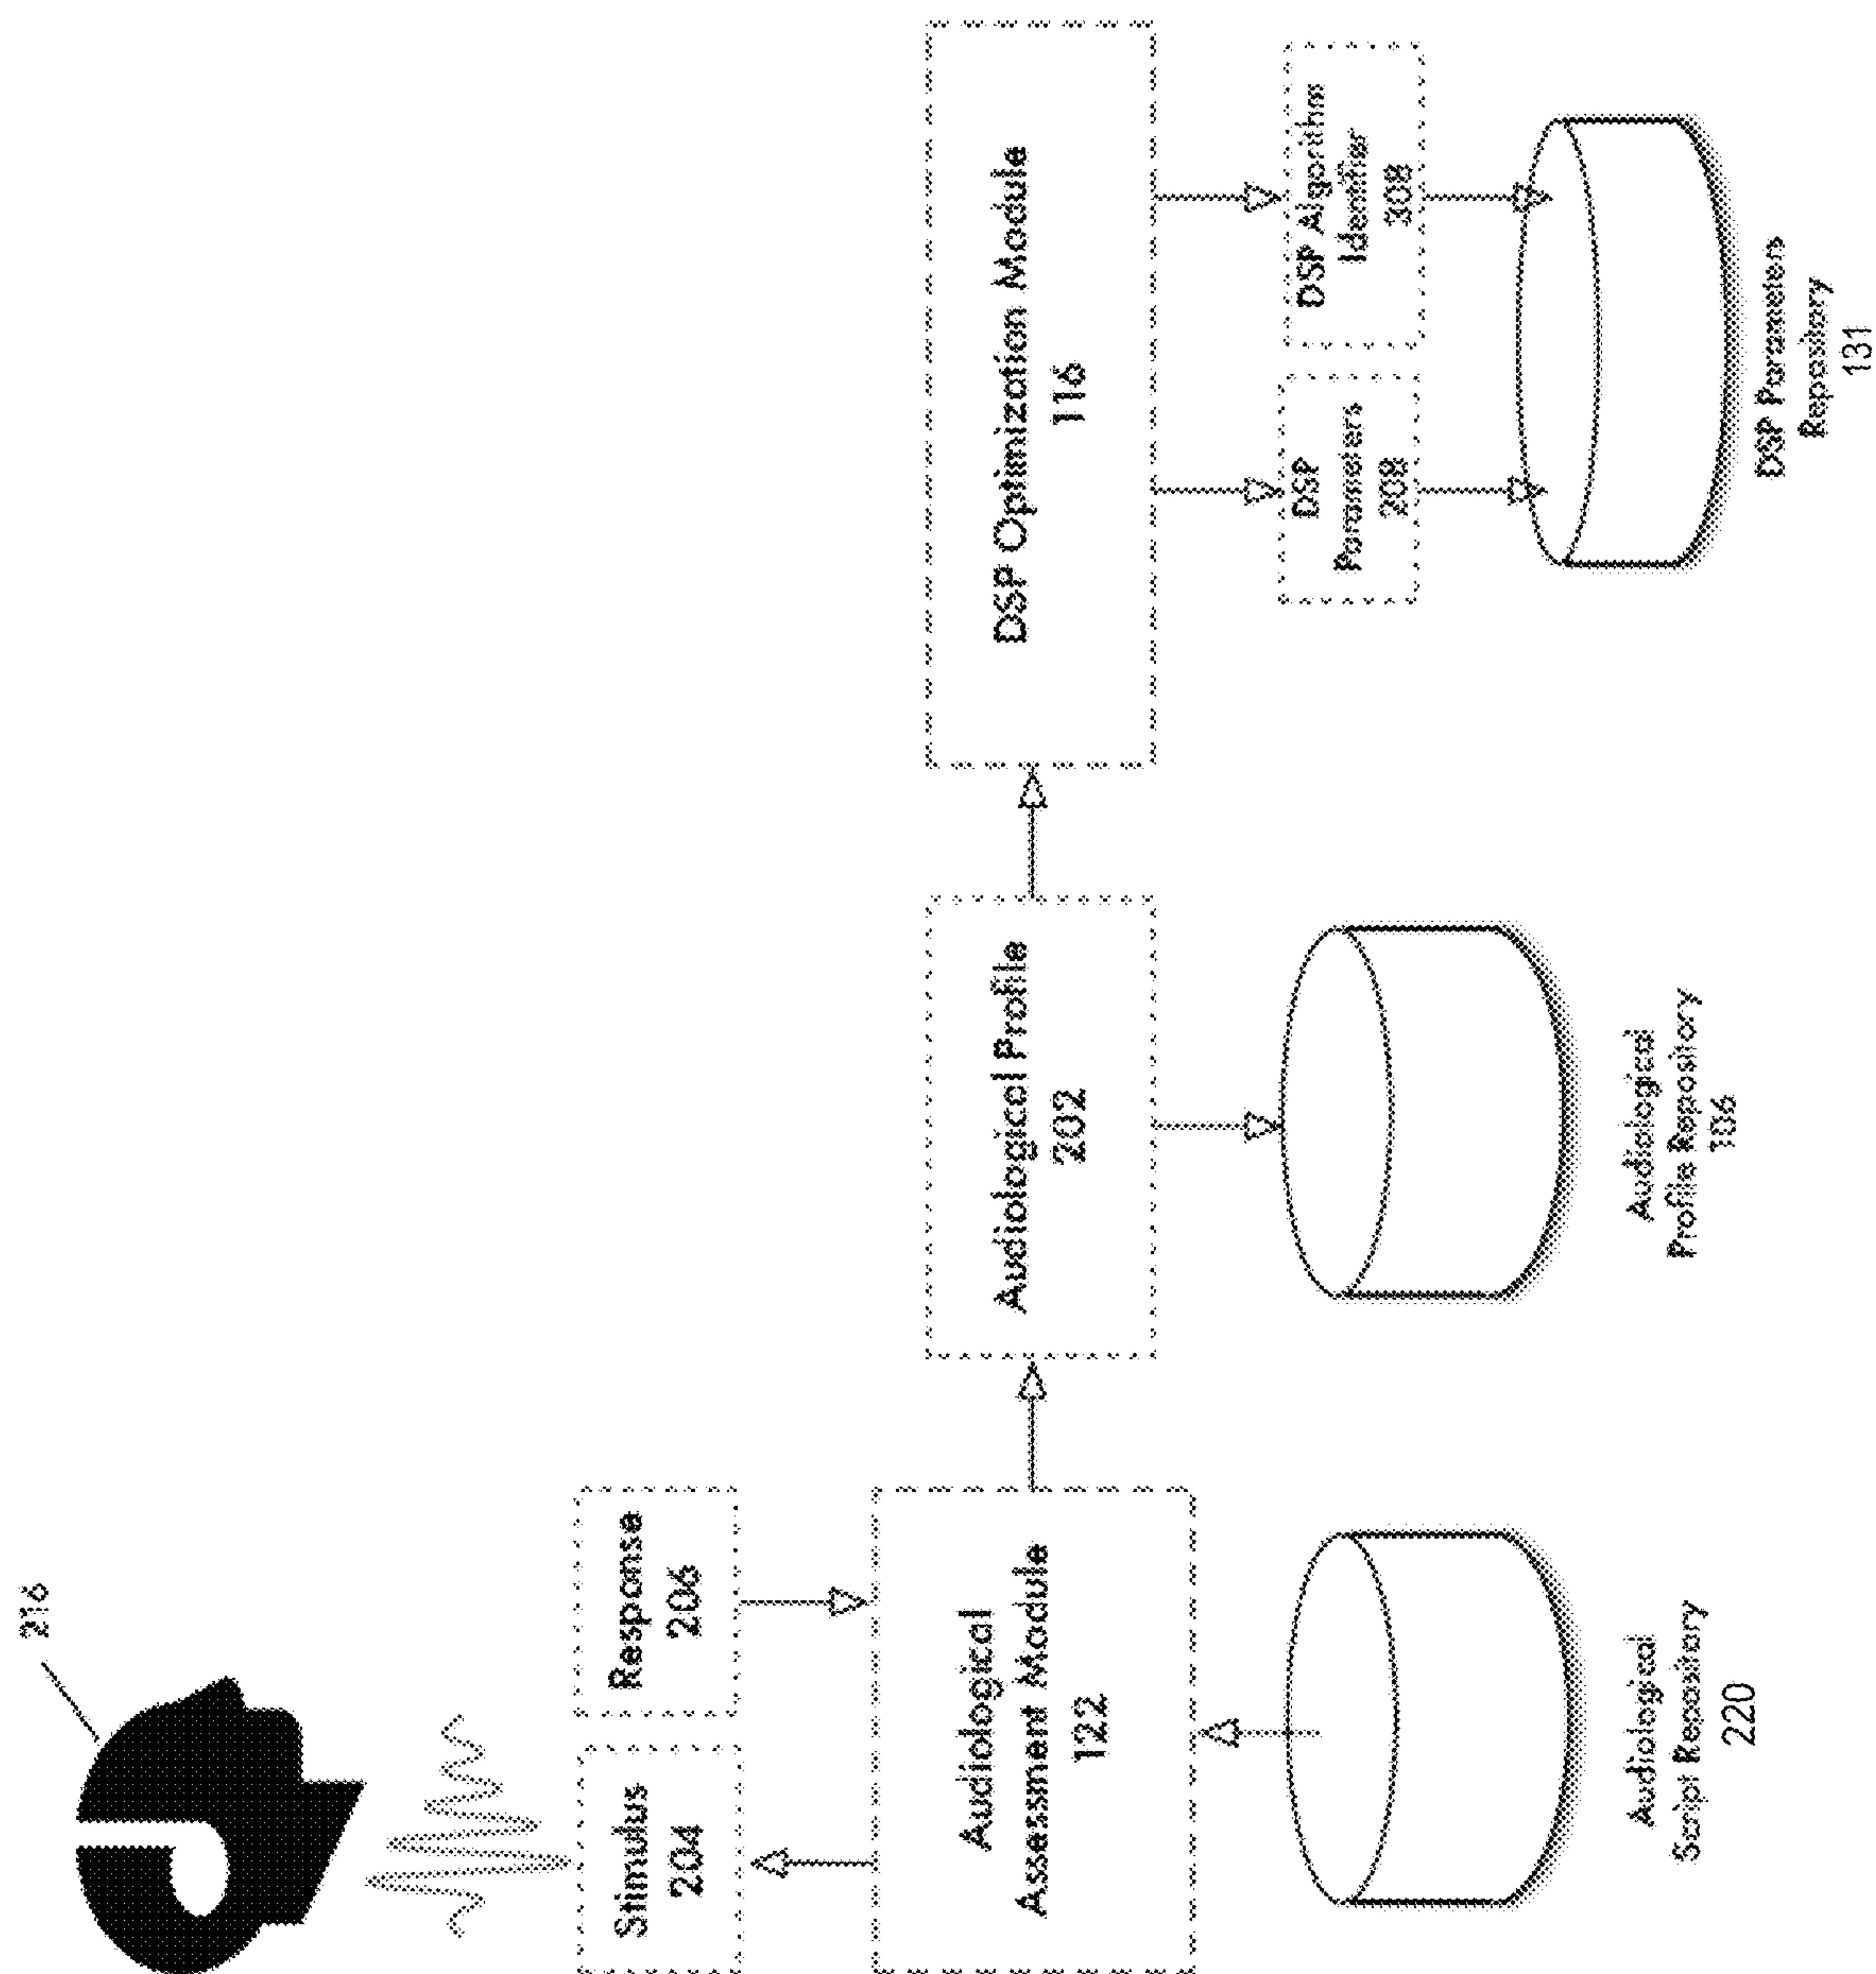 216
Stimulus
204
Response
206
Audiological
Assessment Module
122
Audiological Profile
202
DSP Optimization Module
116
DSP
Parameters
208
DSP Algorithm
Identifier
308
Audiological
Script Repository
220
Audiological
Profile Repository
106
DSP Parameters
Repository
131